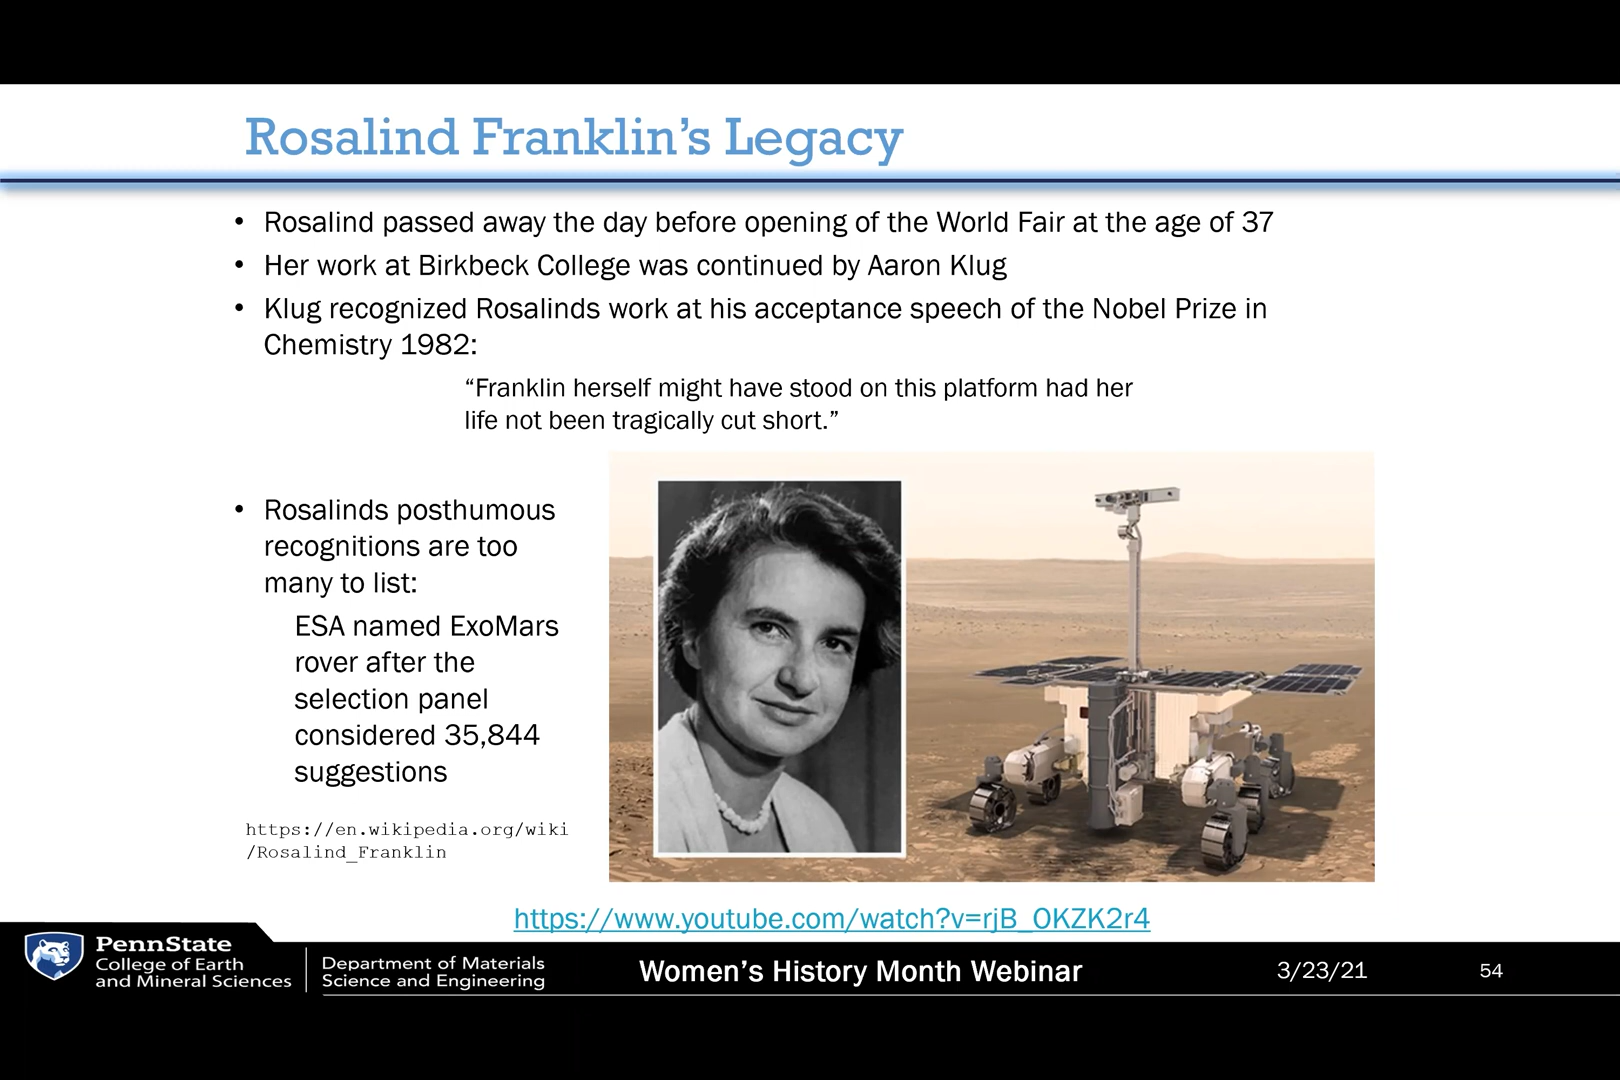 Rosalind Franklin’s Legacy
• Rosalind passed away the day before opening of the World Fair at the age of 37
• Her work at Birkbeck College was continued by Aaron Klug
• Klug recognized Rosalinds work at his acceptance speech of the Nobel Prize in
Chemistry 1982:
“Franklin herself might have stood on this platform had her
life not been tragically cut short.”
• Rosalinds posthumous
recognitions are too
many to list:
ESA named ExoMars
rover after the
selection panel
considered 35,844
suggestions
https://en.wikipedia.org/wiki
/Rosalind_Franklin
https://www.youtube.com/watch?v=rjB_OKZK2r4
PennState
College of Earth
and Mineral Sciences
Department of Materials
Science and Engineering
Women’s History Month Webinar
3/23/21
54